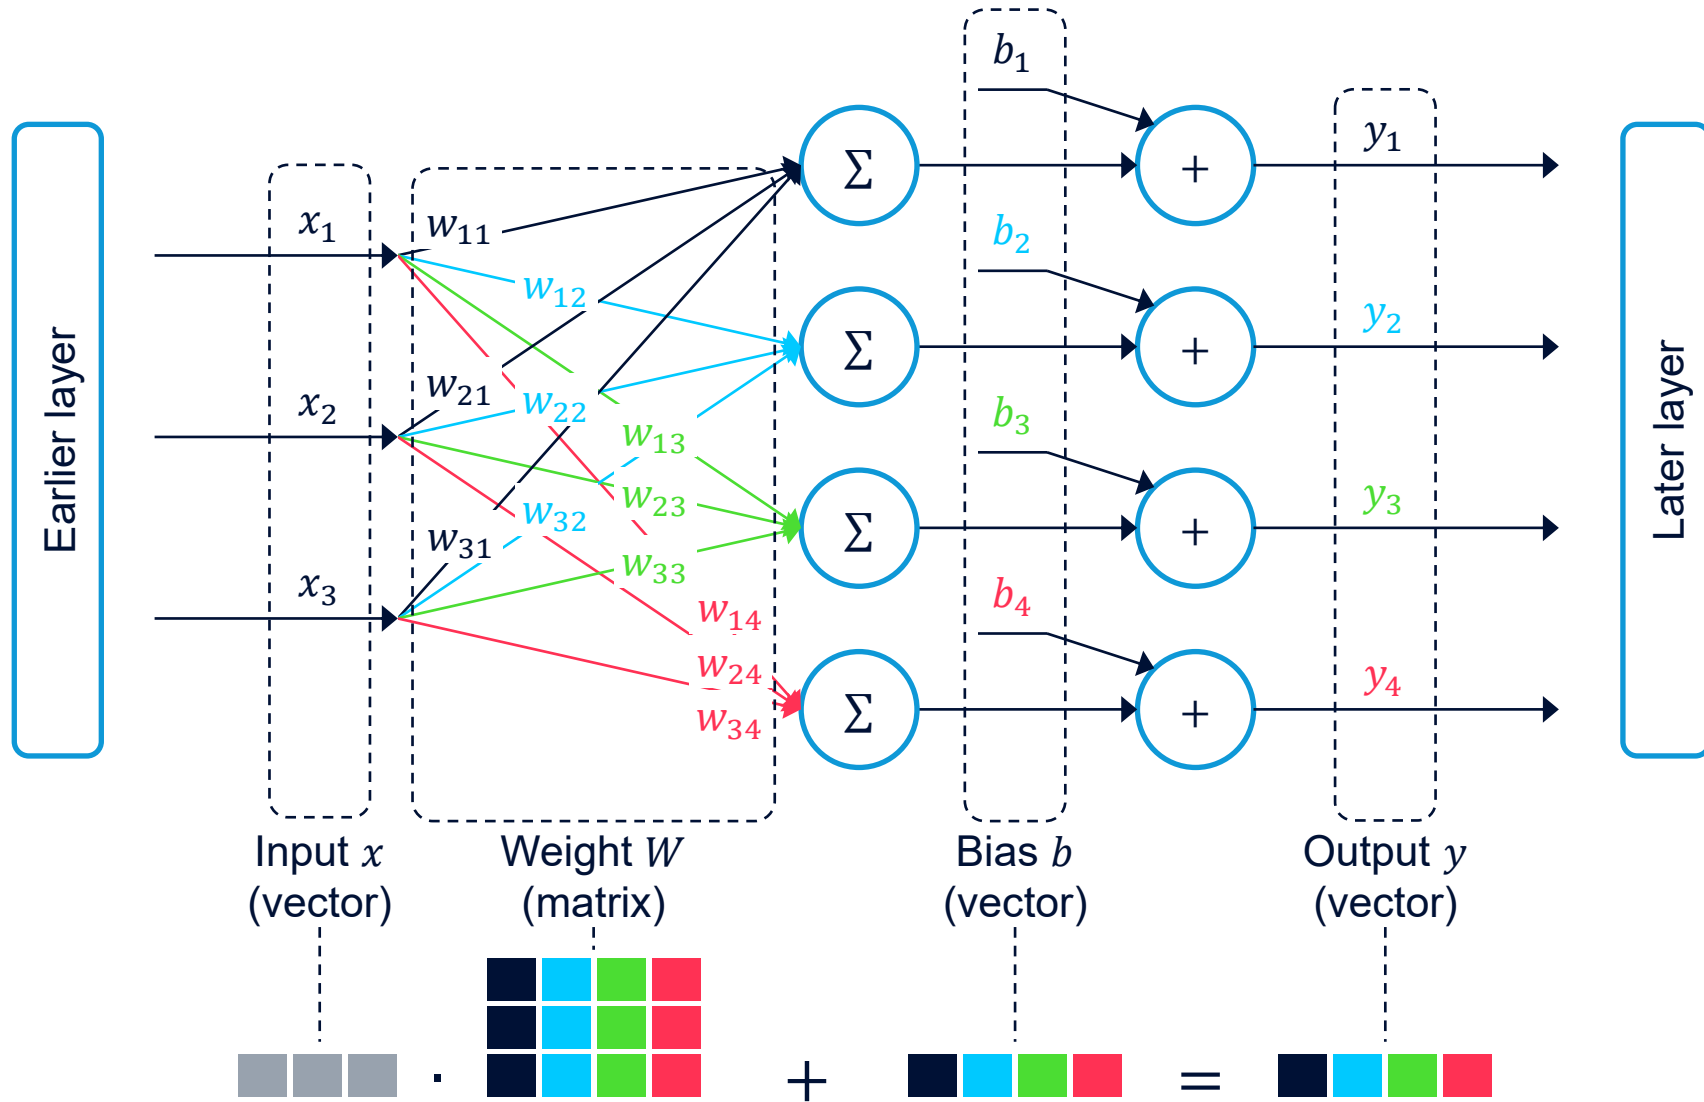 b₁
y₁
Σ
+
x₁
w₁₁
b₂
w₁₂
y₂
Σ
+
Earlier layer
Later layer
w₂₁
x₂
w₂₂
b₃
w₁₃
w₂₃
y₃
Σ
+
w₃₂
w₃₁
w₃₃
x₃
b₄
w₁₄
w₂₄
y₄
w₃₄
Σ
+
Input x
(vector)
Weight W
(matrix)
Bias b
(vector)
Output y
(vector)
· + =